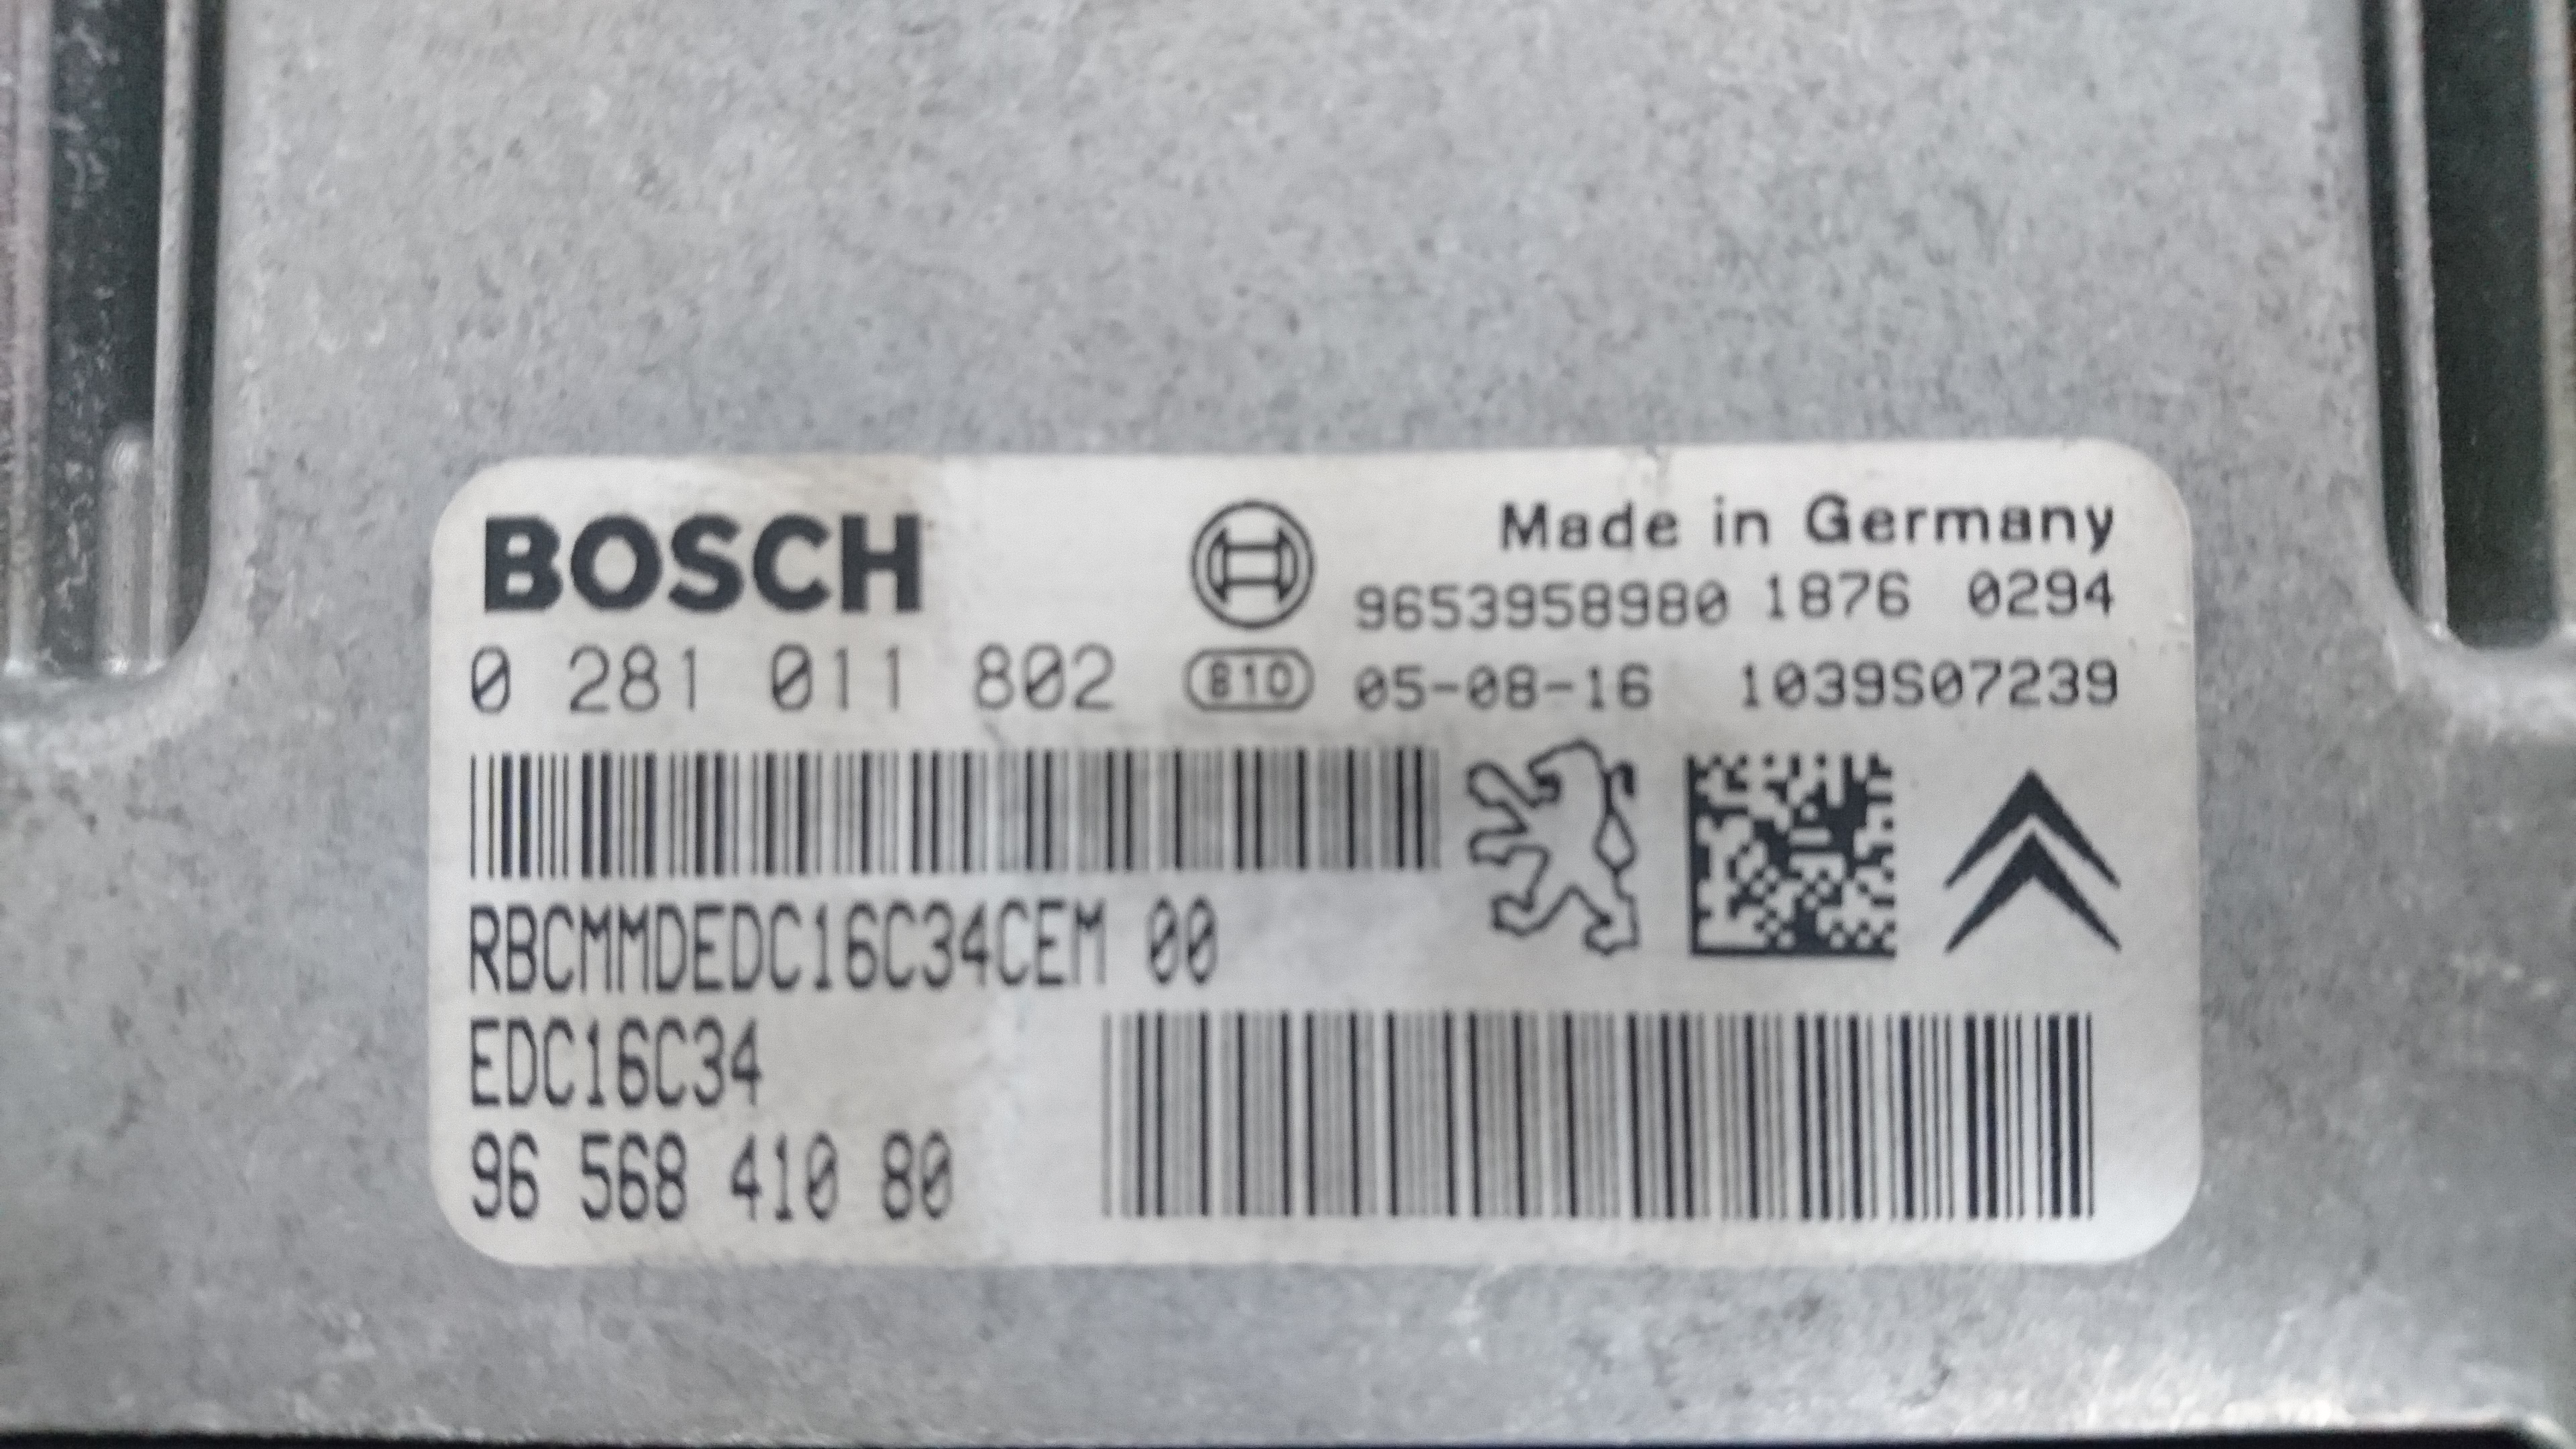 BOSCH
Made in Germany
9653958980 1876 0294
0 281 011 802 810 05-08-16 1039S07239
RBCMMDEDC16C34CEM 00
EDC16C34
96 568 410 80